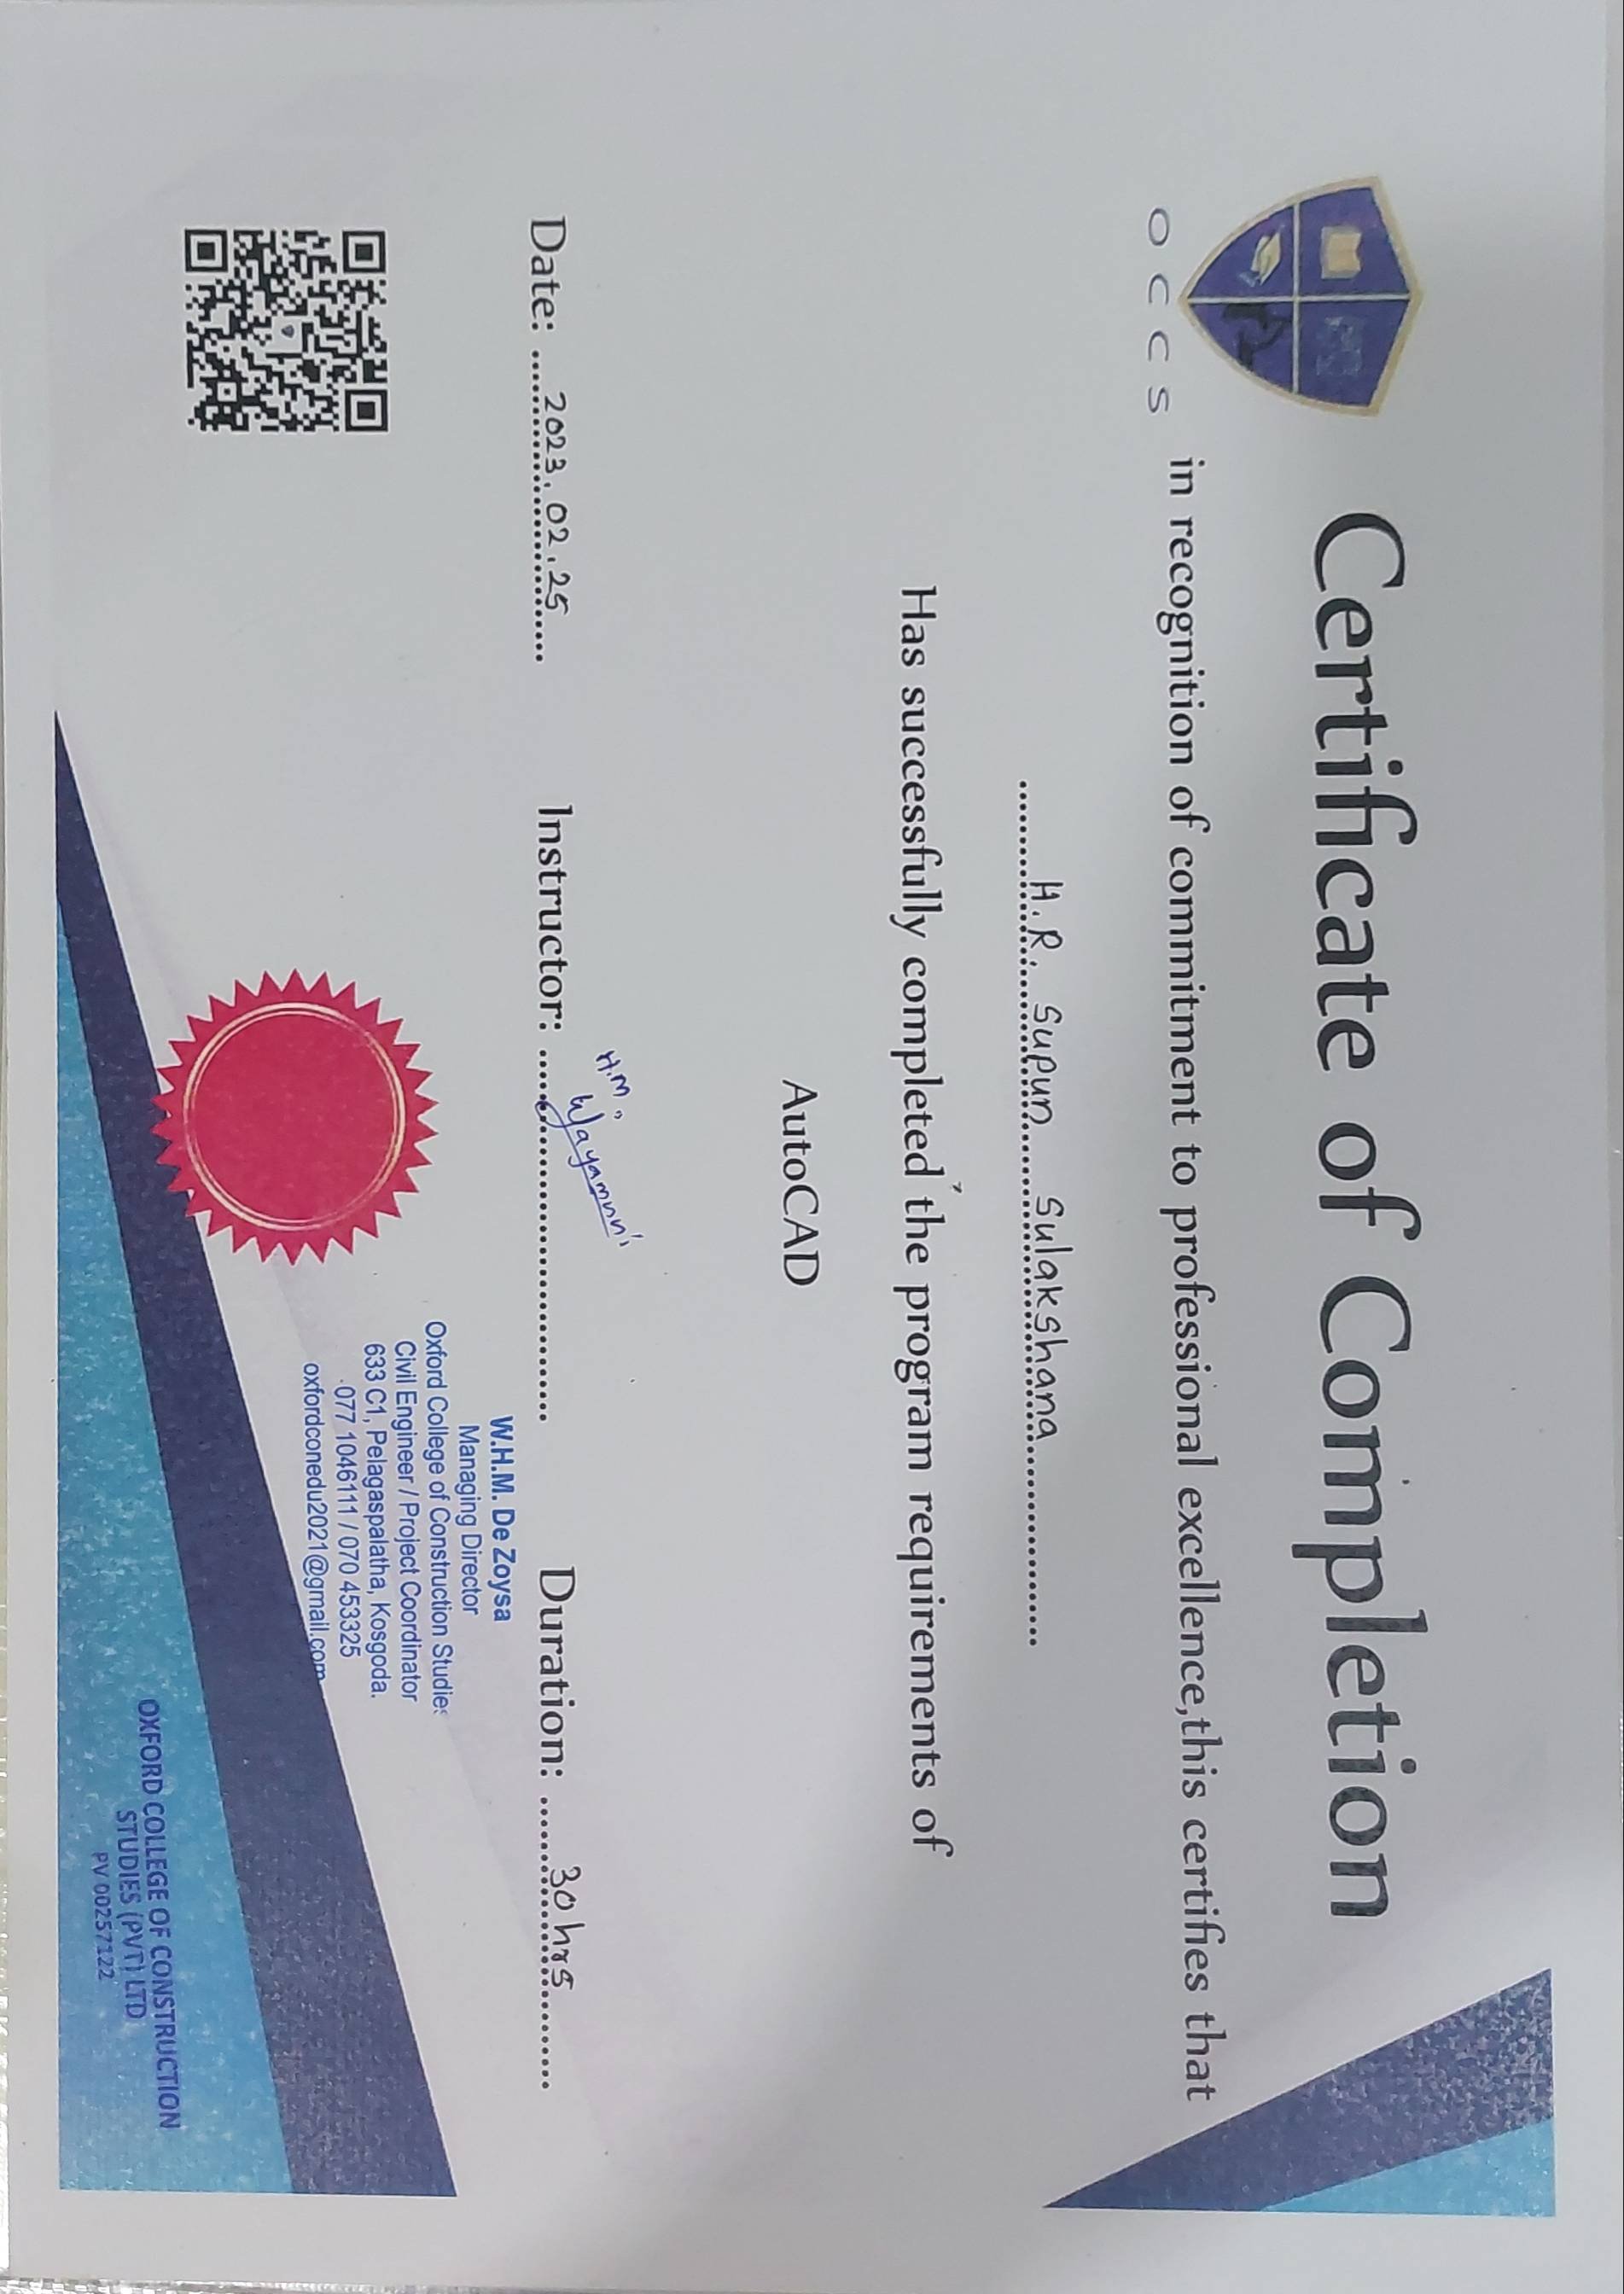 Certificate of Completion
O C C S
in recognition of commitment to professional excellence,this certifies that
H.R. Supun Sulakshana
Has successfully completed the program requirements of
AutoCAD
Date: 2023.02.25 Instructor: H.M. Duration: 30 hrs
W.H.M. De Zoysa
Managing Director
Oxford College of Construction Studies
Civil Engineer / Project Coordinator
633 C1, Pelagaspalatha, Kosgoda.
077 1046111 / 070 453325
oxfordconedu2021@gmail.com
OXFORD COLLEGE OF CONSTRUCTION
STUDIES (PVT) LTD
PV 00257122